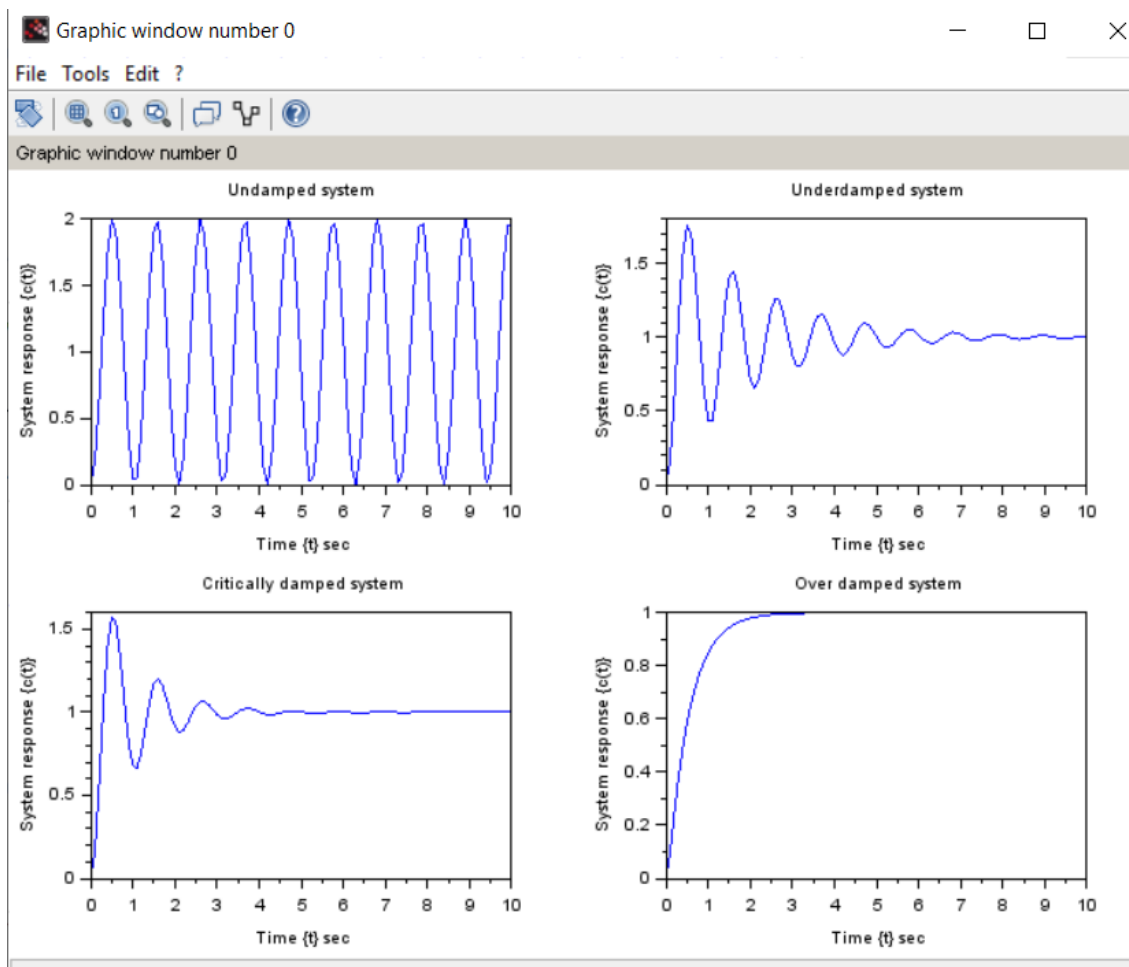 Graphic window number 0
File Tools Edit ?
Graphic window number 0
Undamped system
System response {c(t)}
2
1.5
1
0.5
0
0 1 2 3 4 5 6 7 8 9 10
Time {t} sec
Underdamped system
System response {c(t)}
1.5
1
0.5
0
0 1 2 3 4 5 6 7 8 9 10
Time {t} sec
Critically damped system
System response {c(t)}
1.5
1
0.5
0
0 1 2 3 4 5 6 7 8 9 10
Time {t} sec
Over damped system
System response {c(t)}
1
0.8
0.6
0.4
0.2
0
0 1 2 3 4 5 6 7 8 9 10
Time {t} sec